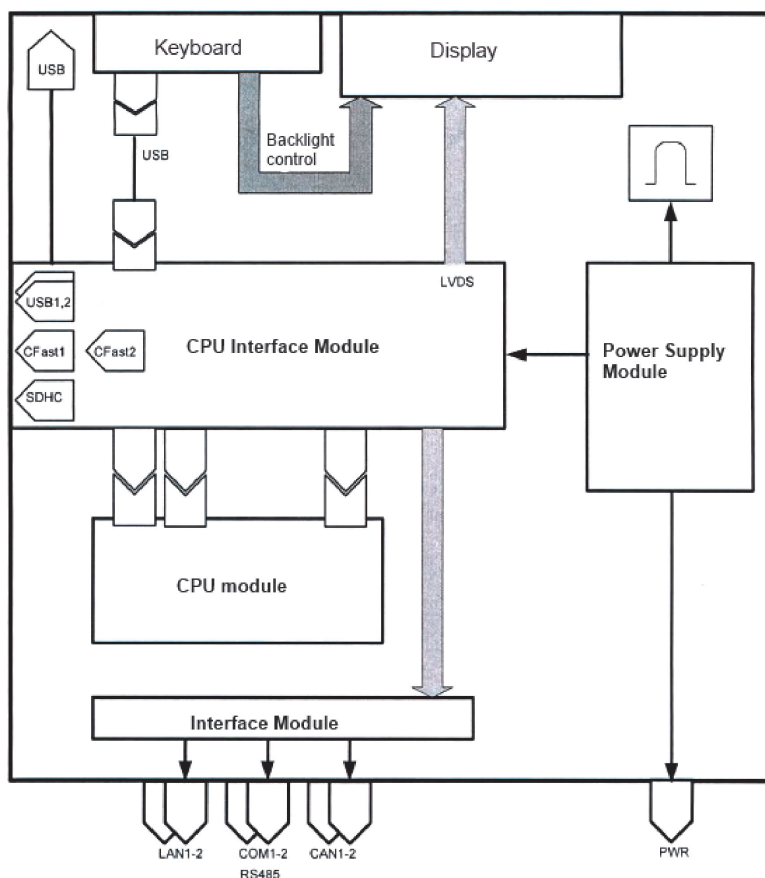 Keyboard
Display
USB
Backlight
control
USB
LVDS
USB1,2
CPU Interface Module
CFast1
CFast2
SDHC
Power Supply
Module
CPU module
Interface Module
LAN1-2
COM1-2
CAN1-2
PWR
RS485